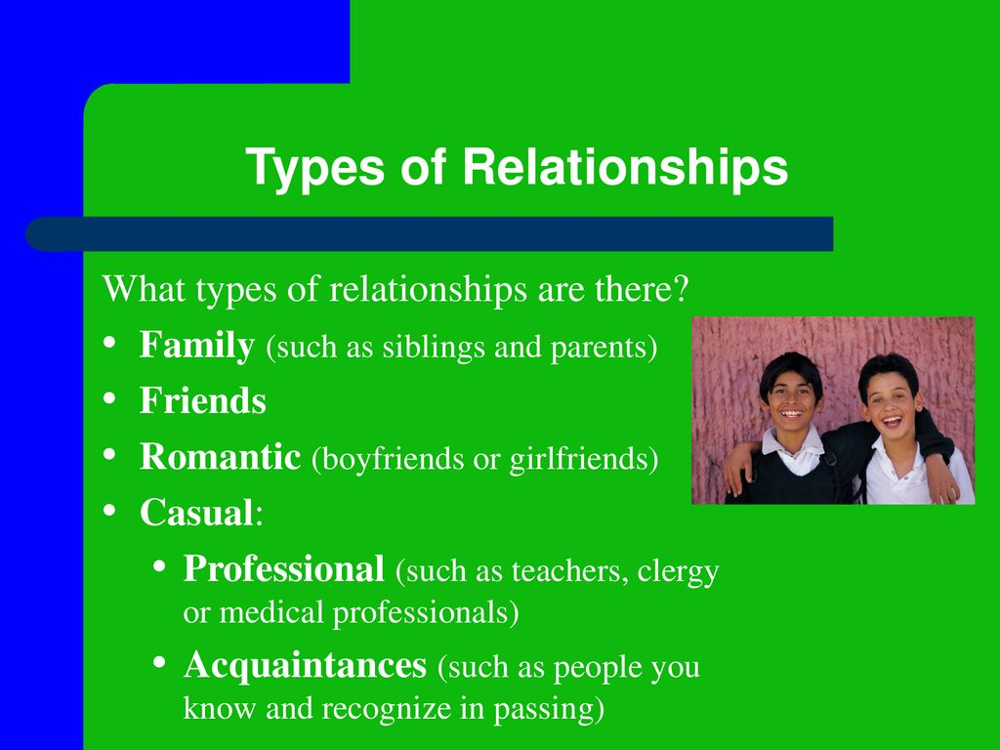 Types of Relationships
What types of relationships are there?
• Family (such as siblings and parents)
• Friends
• Romantic (boyfriends or girlfriends)
• Casual:
• Professional (such as teachers, clergy
or medical professionals)
• Acquaintances (such as people you
know and recognize in passing)